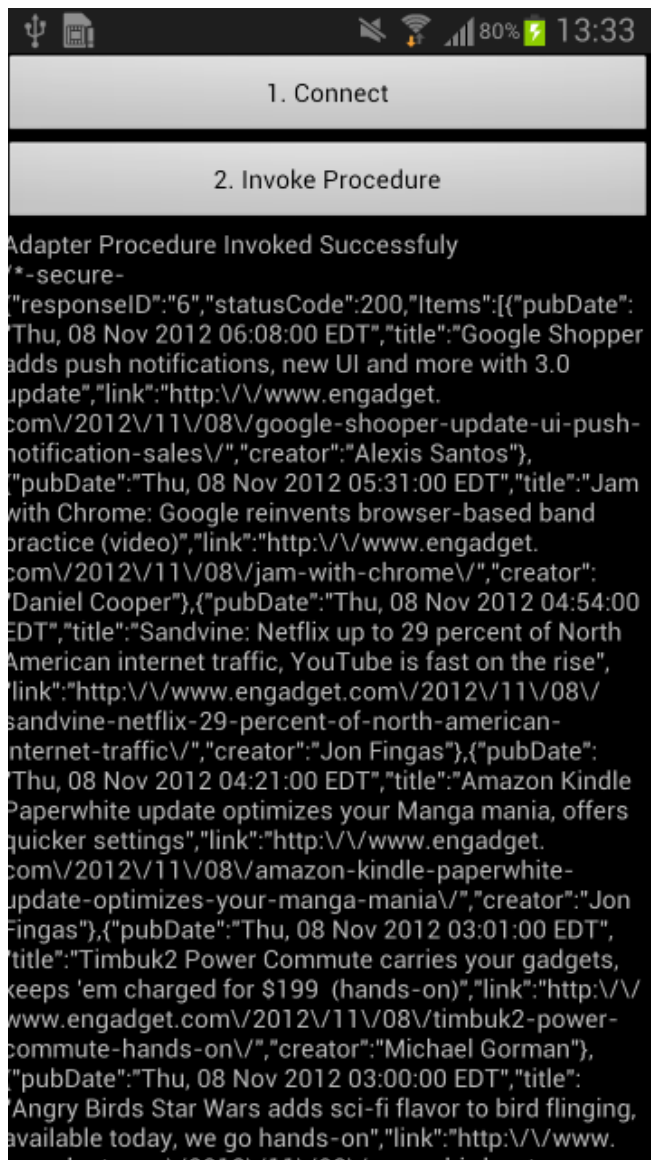 80% 13:33
1. Connect
2. Invoke Procedure
Adapter Procedure Invoked Successfuly
/*-secure-
{"responseID":"6","statusCode":200,"Items":[{"pubDate":
"Thu, 08 Nov 2012 06:08:00 EDT","title":"Google Shopper
adds push notifications, new UI and more with 3.0
update","link":"http:\/\/www.engadget.
com\/2012\/11\/08\/google-shooper-update-ui-push-
notification-sales\/","creator":"Alexis Santos"},
{"pubDate":"Thu, 08 Nov 2012 05:31:00 EDT","title":"Jam
with Chrome: Google reinvents browser-based band
practice (video)","link":"http:\/\/www.engadget.
com\/2012\/11\/08\/jam-with-chrome\/","creator":
"Daniel Cooper"},{"pubDate":"Thu, 08 Nov 2012 04:54:00
EDT","title":"Sandvine: Netflix up to 29 percent of North
American internet traffic, YouTube is fast on the rise",
"link":"http:\/\/www.engadget.com\/2012\/11\/08\/
sandvine-netflix-29-percent-of-north-american-
internet-traffic\/","creator":"Jon Fingas"},{"pubDate":
"Thu, 08 Nov 2012 04:21:00 EDT","title":"Amazon Kindle
Paperwhite update optimizes your Manga mania, offers
quicker settings","link":"http:\/\/www.engadget.
com\/2012\/11\/08\/amazon-kindle-paperwhite-
update-optimizes-your-manga-mania\/","creator":"Jon
Fingas"},{"pubDate":"Thu, 08 Nov 2012 03:01:00 EDT",
"title":"Timbuk2 Power Commute carries your gadgets,
keeps 'em charged for $199  (hands-on)","link":"http:\/\/
www.engadget.com\/2012\/11\/08\/timbuk2-power-
commute-hands-on\/","creator":"Michael Gorman"},
{"pubDate":"Thu, 08 Nov 2012 03:00:00 EDT","title":
"Angry Birds Star Wars adds sci-fi flavor to bird flinging,
available today, we go hands-on","link":"http:\/\/www.